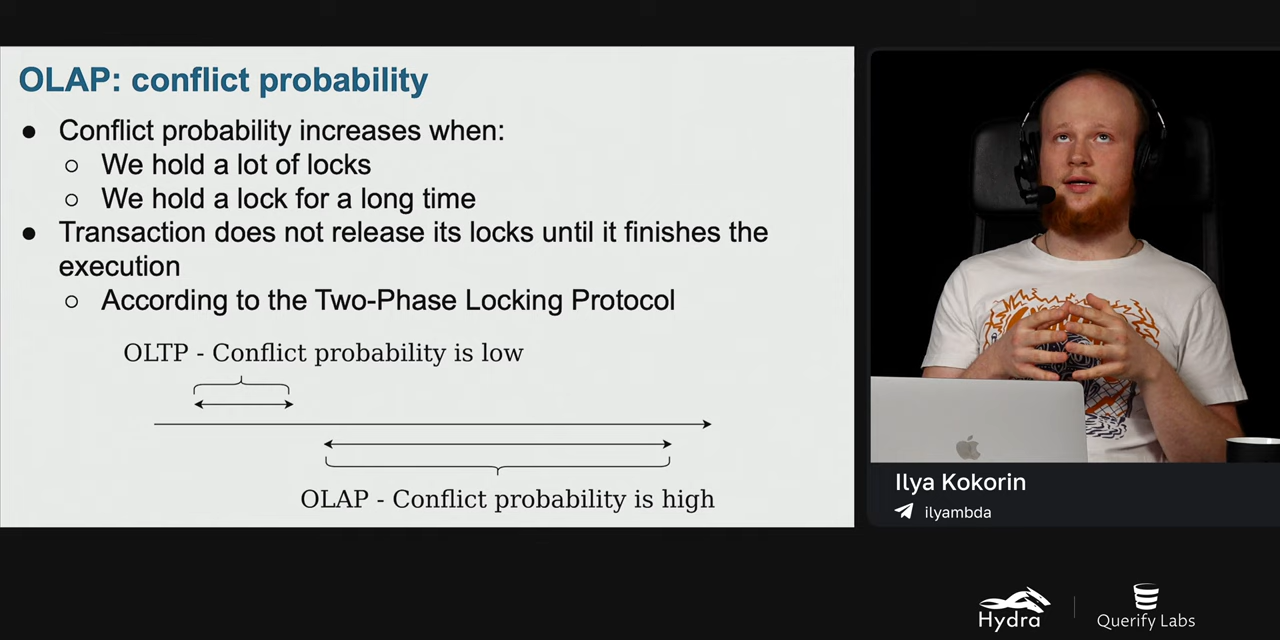 OLAP: conflict probability
● Conflict probability increases when:
○ We hold a lot of locks
○ We hold a lock for a long time
● Transaction does not release its locks until it finishes the
execution
○ According to the Two-Phase Locking Protocol
OLTP - Conflict probability is low
OLAP - Conflict probability is high
Ilya Kokorin
ilyambda
Hydra
Querify Labs